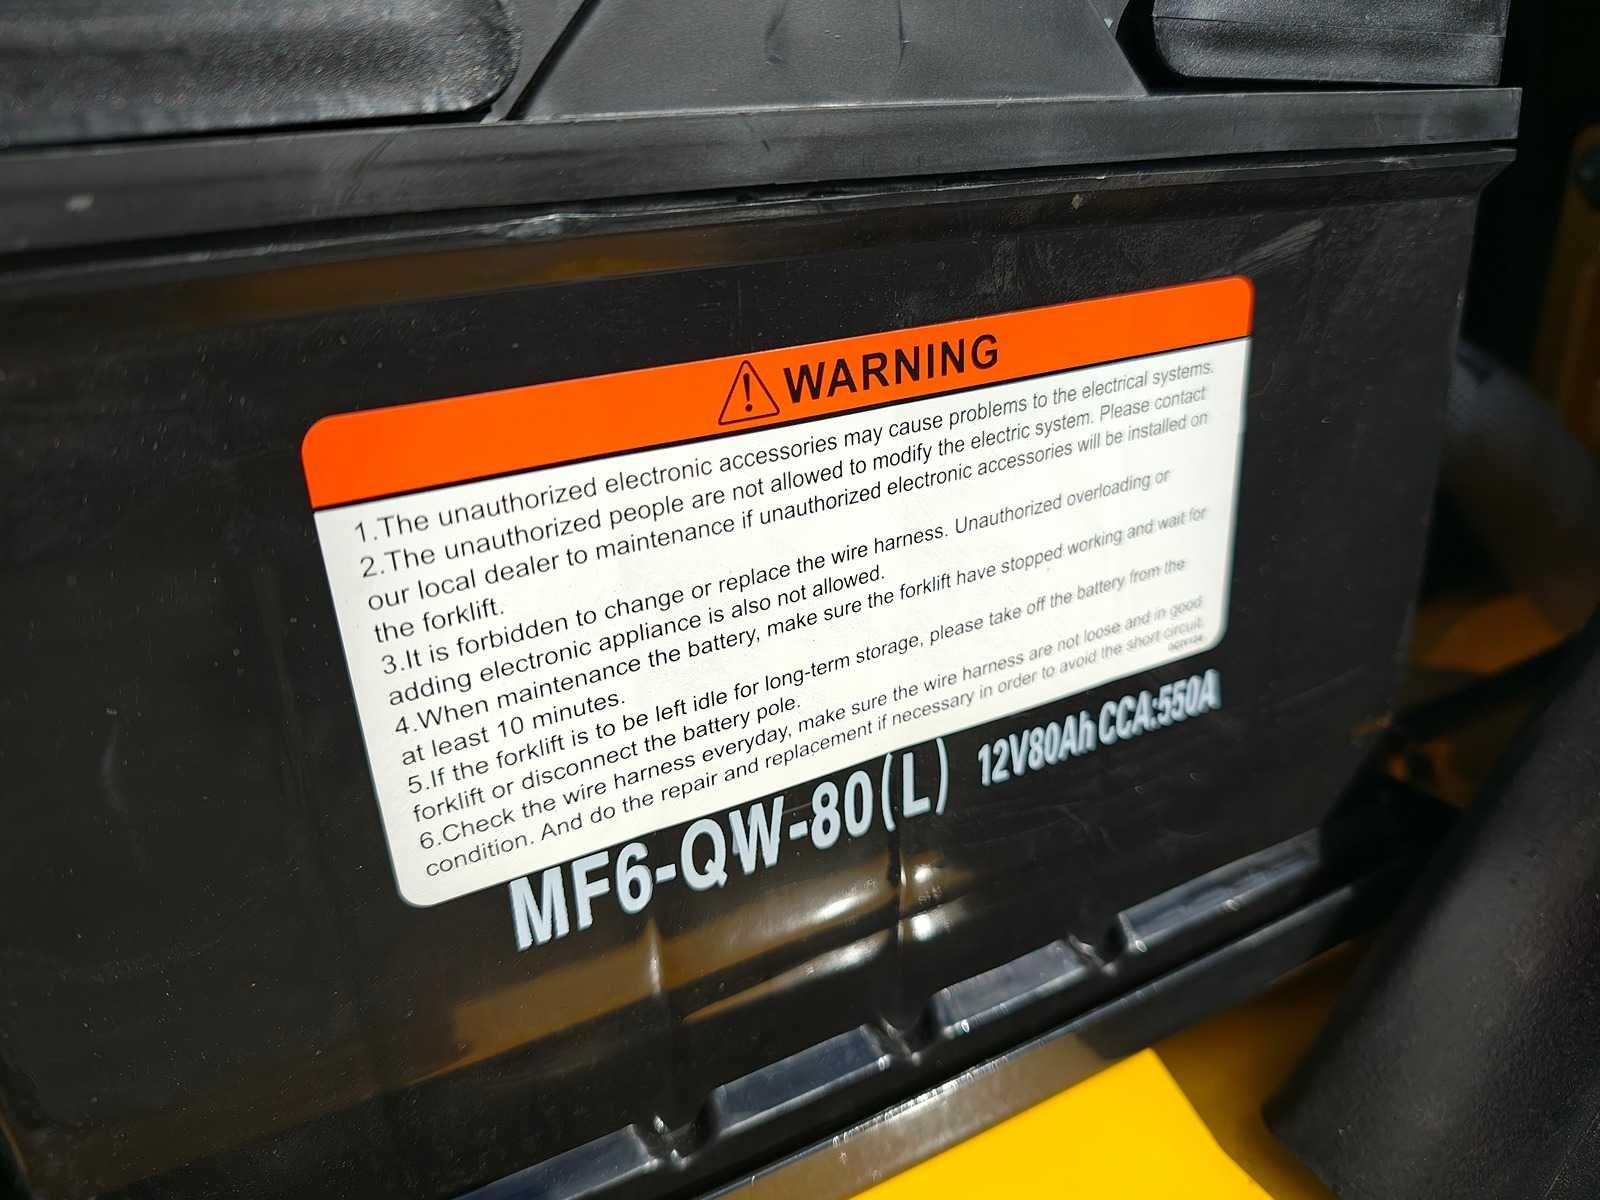 WARNING
1.The unauthorized electronic accessories may cause problems to the electrical systems.
2.The unauthorized people are not allowed to modify the electric system. Please contact
our local dealer to maintenance if unauthorized electronic accessories will be installed on
the forklift.
3.It is forbidden to change or replace the wire harness. Unauthorized overloading or
adding electronic appliance is also not allowed.
4.When maintenance the battery, make sure the forklift have stopped working and wait for
at least 10 minutes.
5.If the forklift is to be left idle for long-term storage, please take off the battery from the
forklift or disconnect the battery pole.
6.Check the wire harness everyday, make sure the wire harness are not loose and in good
condition. And do the repair and replacement if necessary in order to avoid the short circuit.
MF6-QW-80(L) 12V80Ah CCA:550A